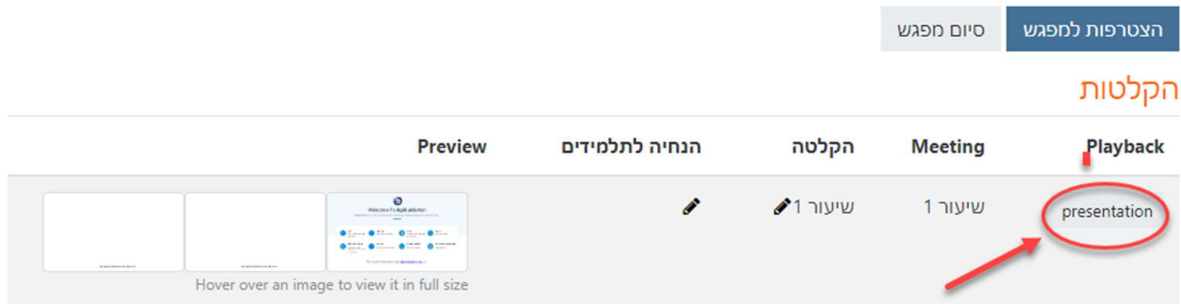 הצטרפות למפגש
סיום מפגש
הקלטות
Playback Meeting הקלטה הנחיה לתלמידים Preview
presentation שיעור 1 שיעור 1
Hover over an image to view it in full size